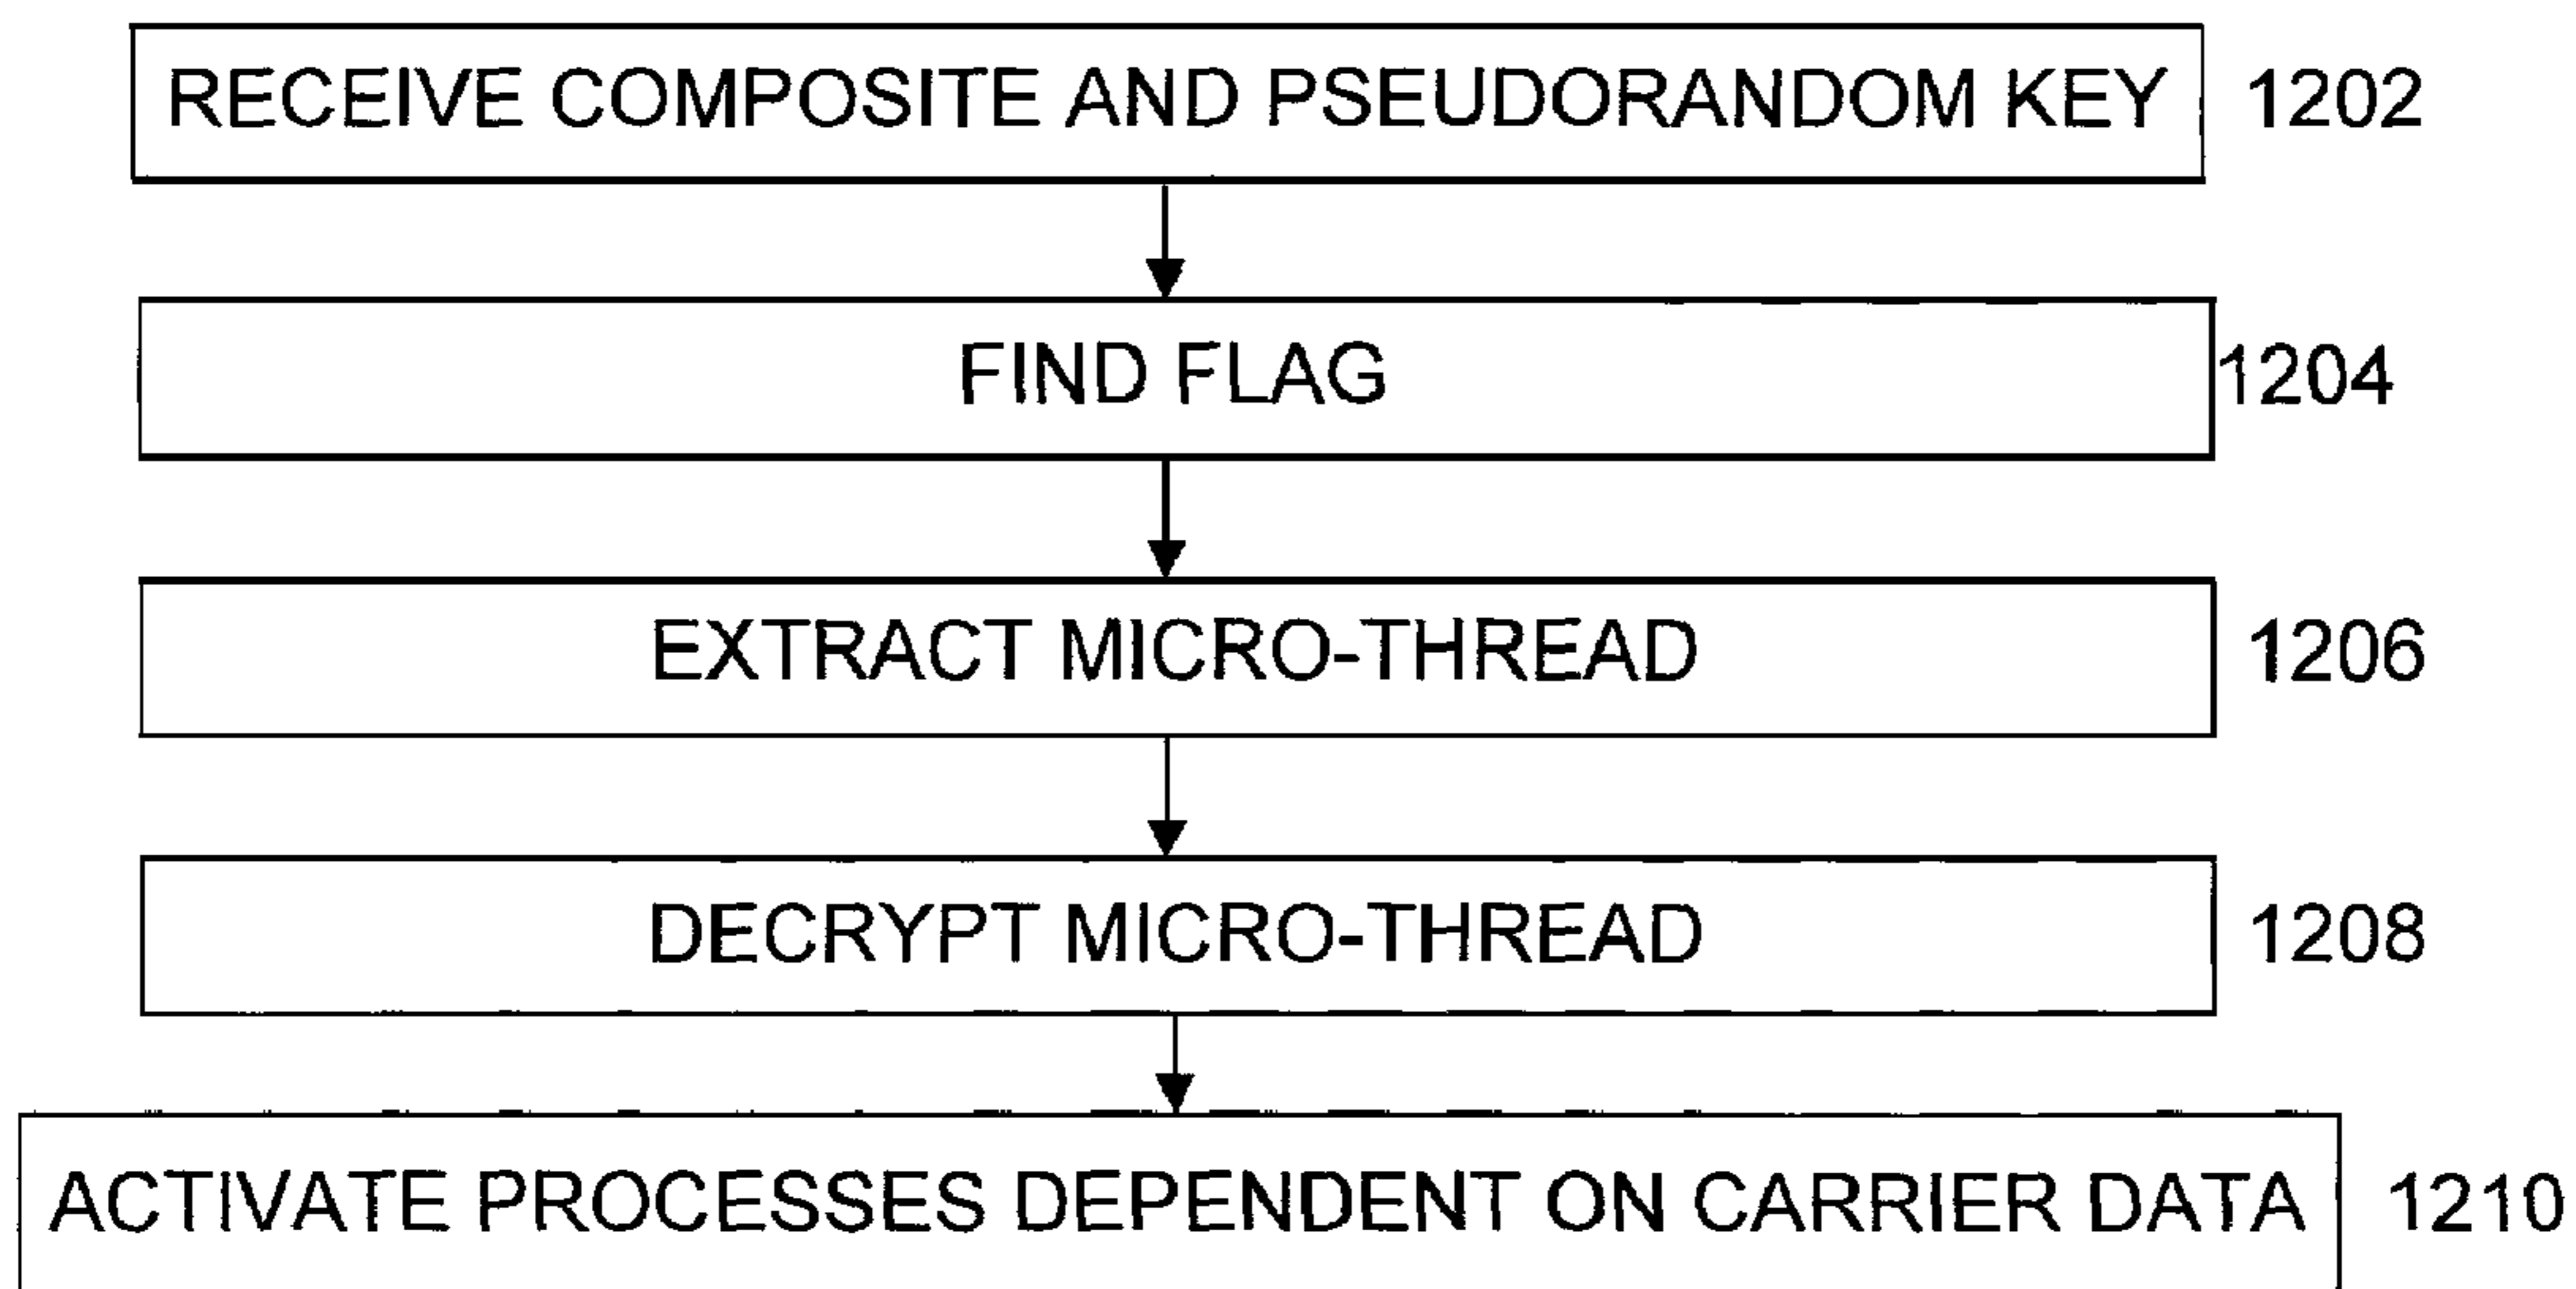 RECEIVE COMPOSITE AND PSEUDORANDOM KEY 1202
FIND FLAG 1204
EXTRACT MICRO-THREAD 1206
DECRYPT MICRO-THREAD 1208
ACTIVATE PROCESSES DEPENDENT ON CARRIER DATA 1210